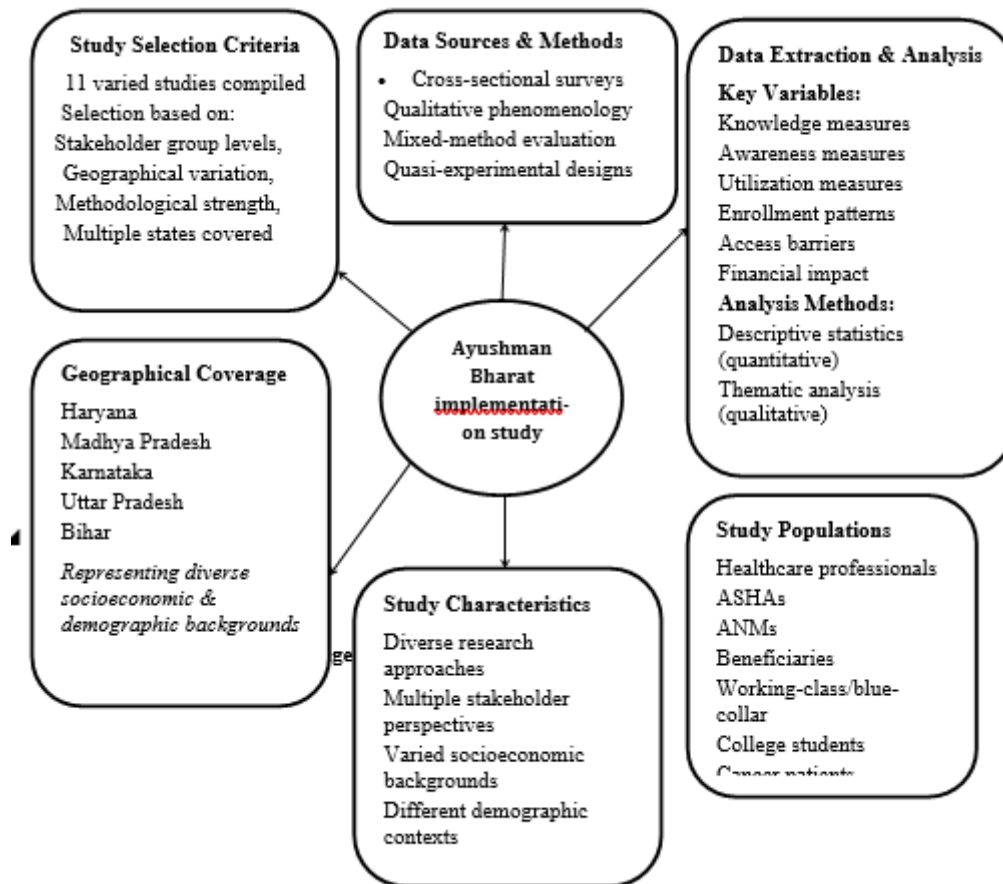 Study Selection Criteria
11 varied studies compiled
Selection based on:
Stakeholder group levels,
Geographical variation,
Methodological strength,
Multiple states covered
Data Sources & Methods
• Cross-sectional surveys
Qualitative phenomenology
Mixed-method evaluation
Quasi-experimental designs
Data Extraction & Analysis
Key Variables:
Knowledge measures
Awareness measures
Utilization measures
Enrollment patterns
Access barriers
Financial impact
Analysis Methods:
Descriptive statistics
(quantitative)
Thematic analysis
(qualitative)
Ayushman
Bharat
implementati-
on study
Geographical Coverage
Haryana
Madhya Pradesh
Karnataka
Uttar Pradesh
Bihar
Representing diverse
socioeconomic &
demographic backgrounds
ge
Study Characteristics
Diverse research
approaches
Multiple stakeholder
perspectives
Varied socioeconomic
backgrounds
Different demographic
contexts
Study Populations
Healthcare professionals
ASHAs
ANMs
Beneficiaries
Working-class/blue-
collar
College students
Cancer patients